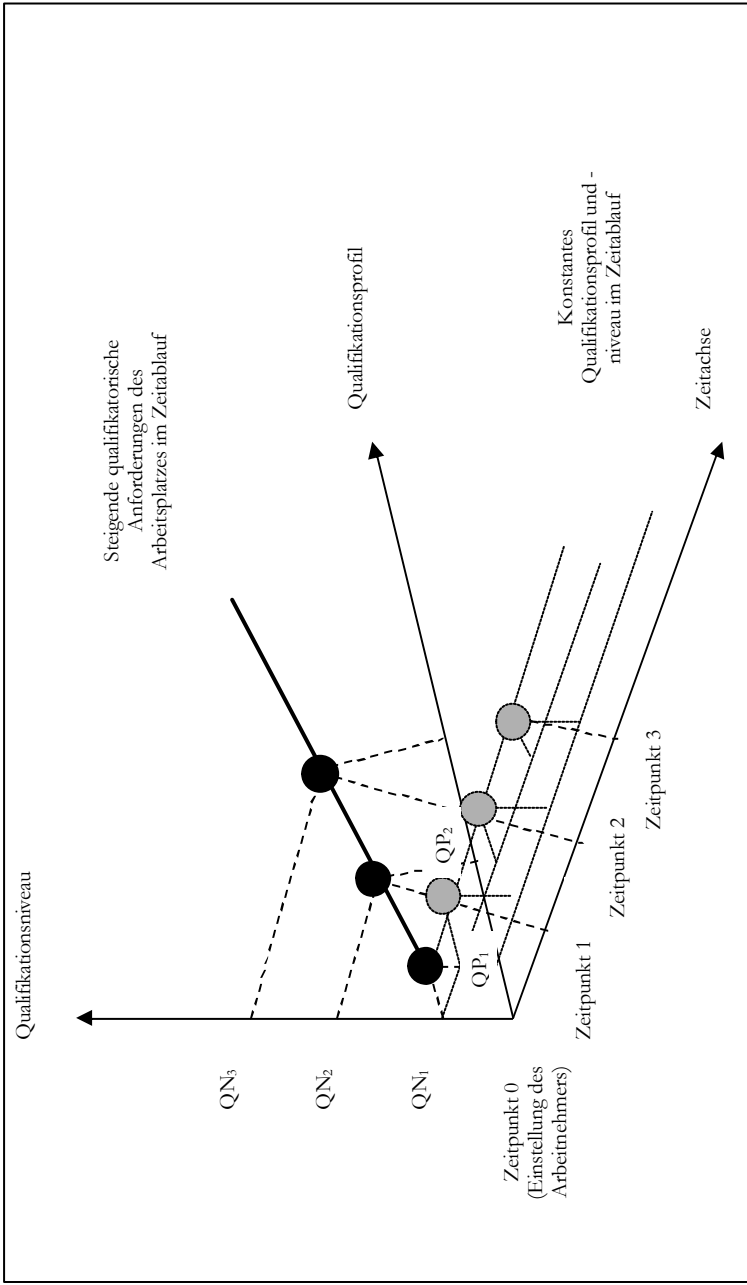 Qualifikationsniveau
QN₃
QN₂
QN₁
Zeitpunkt 0
(Einstellung des
Arbeitnehmers)
Steigende qualifikatorische
Anforderungen des
Arbeitsplatzes im Zeitablauf
Qualifikationsprofil
QP₁
QP₂
Zeitpunkt 1
Zeitpunkt 2
Zeitpunkt 3
Konstantes
Qualifikationsprofil und -
niveau im Zeitablauf
Zeitachse